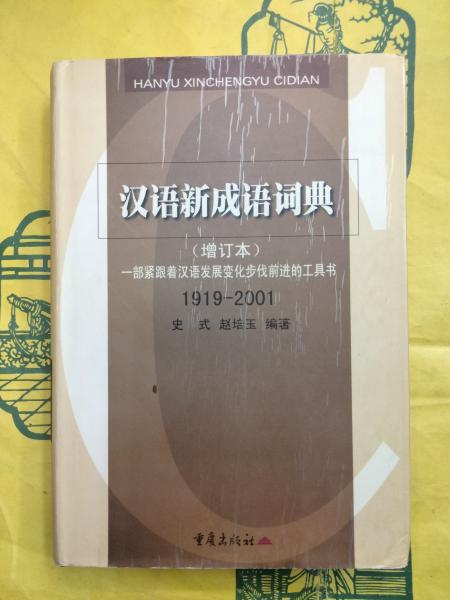 HANYU XINCHENGYU CIDIAN
汉语新成语词典
（增订本）
一部紧跟着汉语发展变化步伐前进的工具书
1919-2001
史 式 赵培玉 编著
重庆出版社